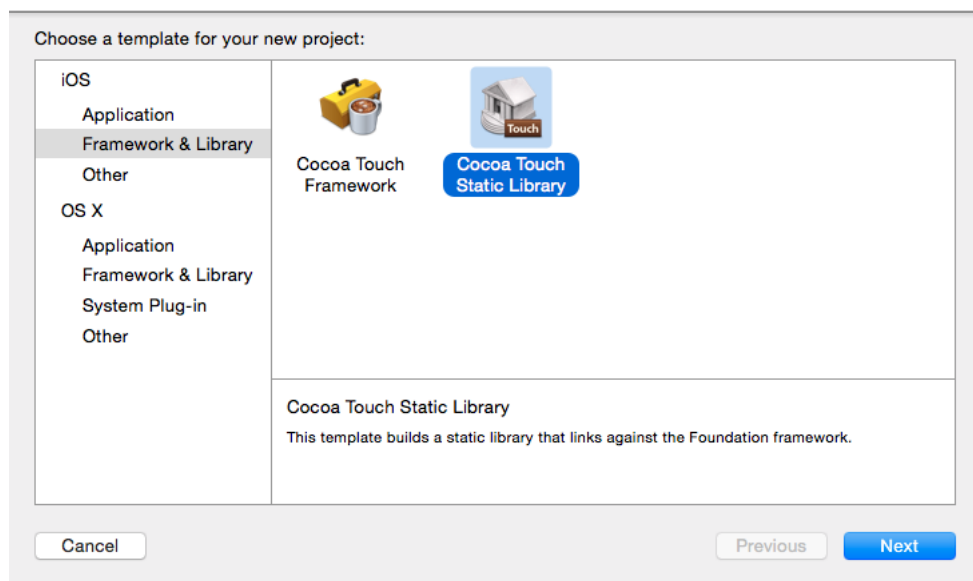 Choose a template for your new project:
iOS
Application
Framework & Library
Other
OS X
Application
Framework & Library
System Plug-in
Other
Touch
Cocoa Touch
Framework
Cocoa Touch
Static Library
Cocoa Touch Static Library
This template builds a static library that links against the Foundation framework.
Cancel
Previous
Next